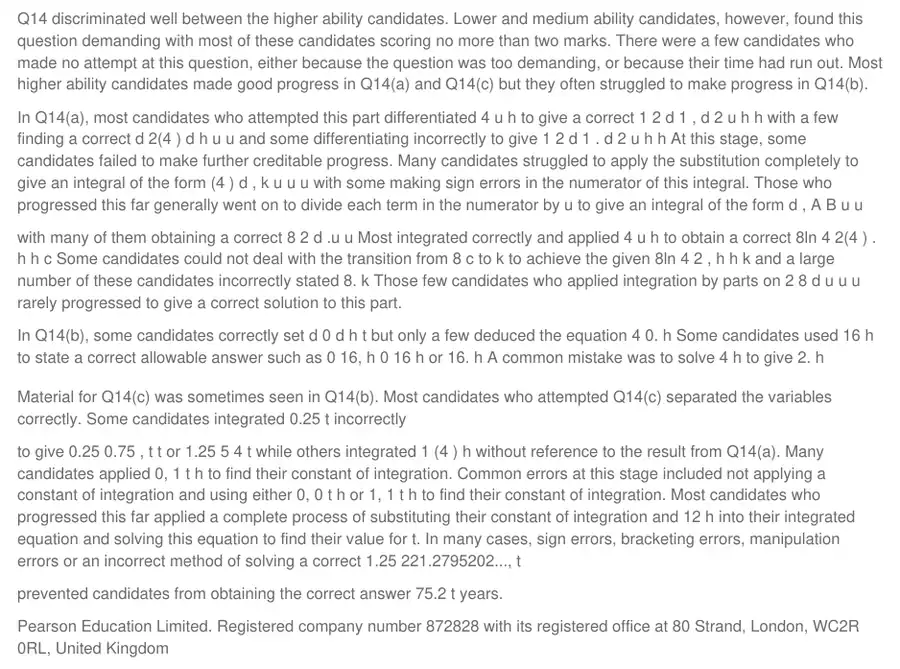 Q14 discriminated well between the higher ability candidates. Lower and medium ability candidates, however, found this
question demanding with most of these candidates scoring no more than two marks. There were a few candidates who
made no attempt at this question, either because the question was too demanding, or because their time had run out. Most
higher ability candidates made good progress in Q14(a) and Q14(c) but they often struggled to make progress in Q14(b).
In Q14(a), most candidates who attempted this part differentiated 4 u h to give a correct 1 2 d 1 , d 2 u h h with a few
finding a correct d 2(4 ) d h u u and some differentiating incorrectly to give 1 2 d 1 . d 2 u h h At this stage, some
candidates failed to make further creditable progress. Many candidates struggled to apply the substitution completely to
give an integral of the form (4 ) d , k u u u with some making sign errors in the numerator of this integral. Those who
progressed this far generally went on to divide each term in the numerator by u to give an integral of the form d , A B u u
with many of them obtaining a correct 8 2 d .u u Most integrated correctly and applied 4 u h to obtain a correct 8ln 4 2(4 ) .
h h c Some candidates could not deal with the transition from 8 c to k to achieve the given 8ln 4 2 , h h k and a large
number of these candidates incorrectly stated 8. k Those few candidates who applied integration by parts on 2 8 d u u u
rarely progressed to give a correct solution to this part.
In Q14(b), some candidates correctly set d 0 d h t but only a few deduced the equation 4 0. h Some candidates used 16 h
to state a correct allowable answer such as 0 16, h 0 16 h or 16. h A common mistake was to solve 4 h to give 2. h
Material for Q14(c) was sometimes seen in Q14(b). Most candidates who attempted Q14(c) separated the variables
correctly. Some candidates integrated 0.25 t incorrectly
to give 0.25 0.75 , t t or 1.25 5 4 t while others integrated 1 (4 ) h without reference to the result from Q14(a). Many
candidates applied 0, 1 t h to find their constant of integration. Common errors at this stage included not applying a
constant of integration and using either 0, 0 t h or 1, 1 t h to find their constant of integration. Most candidates who
progressed this far applied a complete process of substituting their constant of integration and 12 h into their integrated
equation and solving this equation to find their value for t. In many cases, sign errors, bracketing errors, manipulation
errors or an incorrect method of solving a correct 1.25 221.2795202..., t
prevented candidates from obtaining the correct answer 75.2 t years.
Pearson Education Limited. Registered company number 872828 with its registered office at 80 Strand, London, WC2R
0RL, United Kingdom